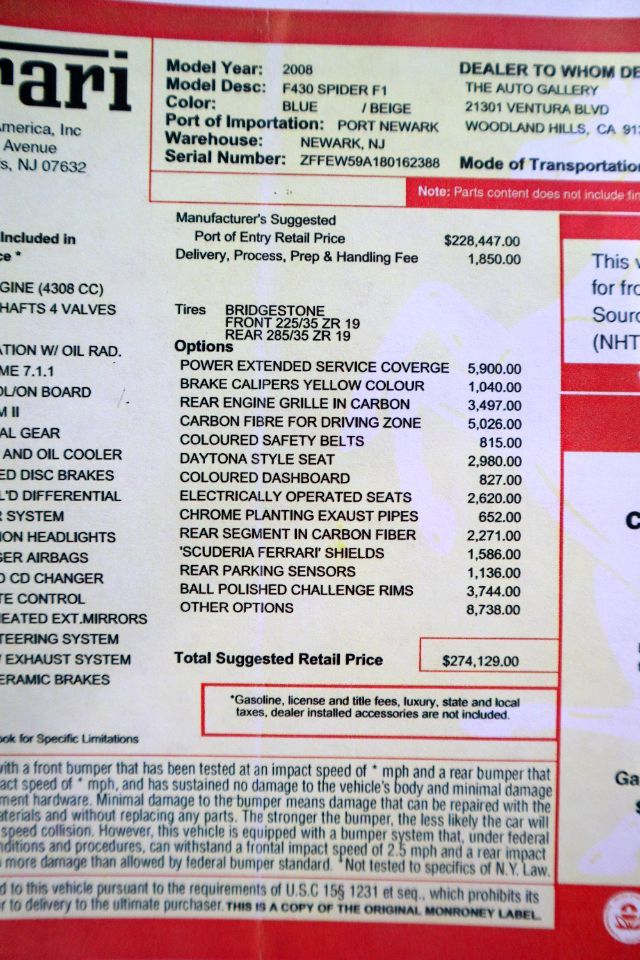 rari
America, Inc
Avenue
s, NJ 07632
Model Year: 2008
Model Desc: F430 SPIDER F1
Color: BLUE / BEIGE
Port of Importation: PORT NEWARK
Warehouse: NEWARK, NJ
Serial Number: ZFFEW59A180162388
DEALER TO WHOM DE
THE AUTO GALLERY
21301 VENTURA BLVD
WOODLAND HILLS, CA 913
Mode of Transportation
Note: Parts content does not include fin
Included in
ce *
GINE (4308 CC)
HAFTS 4 VALVES
ATION W/ OIL RAD.
ME 7.1.1
OL/ON BOARD
M II
AL GEAR
AND OIL COOLER
ED DISC BRAKES
L'D DIFFERENTIAL
R SYSTEM
ION HEADLIGHTS
GER AIRBAGS
D CD CHANGER
TE CONTROL
HEATED EXT.MIRRORS
TEERING SYSTEM
/ EXHAUST SYSTEM
ERAMIC BRAKES
ook for Specific Limitations
Manufacturer's Suggested
Port of Entry Retail Price $228,447.00
Delivery, Process, Prep & Handling Fee 1,850.00
Tires BRIDGESTONE
FRONT 225/35 ZR 19
REAR 285/35 ZR 19
Options
POWER EXTENDED SERVICE COVERGE 5,900.00
BRAKE CALIPERS YELLOW COLOUR 1,040.00
REAR ENGINE GRILLE IN CARBON 3,497.00
CARBON FIBRE FOR DRIVING ZONE 5,026.00
COLOURED SAFETY BELTS 815.00
DAYTONA STYLE SEAT 2,980.00
COLOURED DASHBOARD 827.00
ELECTRICALLY OPERATED SEATS 2,620.00
CHROME PLANTING EXAUST PIPES 652.00
REAR SEGMENT IN CARBON FIBER 2,271.00
'SCUDERIA FERRARI' SHIELDS 1,586.00
REAR PARKING SENSORS 1,136.00
BALL POLISHED CHALLENGE RIMS 3,744.00
OTHER OPTIONS 8,738.00
Total Suggested Retail Price $274,129.00
*Gasoline, license and title fees, luxury, state and local
taxes, dealer installed accessories are not included.
This v
for fro
Sourc
(NHT
C
Ga
$
with a front bumper that has been tested at an impact speed of * mph and a rear bumper that
act speed of * mph, and has sustained no damage to the vehicle's body and minimal damage
ment hardware. Minimal damage to the bumper means damage that can be repaired with the
aterials and without replacing any parts. The stronger the bumper, the less likely the car will
speed collision. However, this vehicle is equipped with a bumper system that, under federal
nditions and procedures, can withstand a frontal impact speed of 2.5 mph and a rear impact
more damage than allowed by federal bumper standard. *Not tested to specifics of N.Y. Law.
d to this vehicle pursuant to the requirements of U.S.C 15§ 1231 et seq., which prohibits its
r to delivery to the ultimate purchaser. THIS IS A COPY OF THE ORIGINAL MONRONEY LABEL.